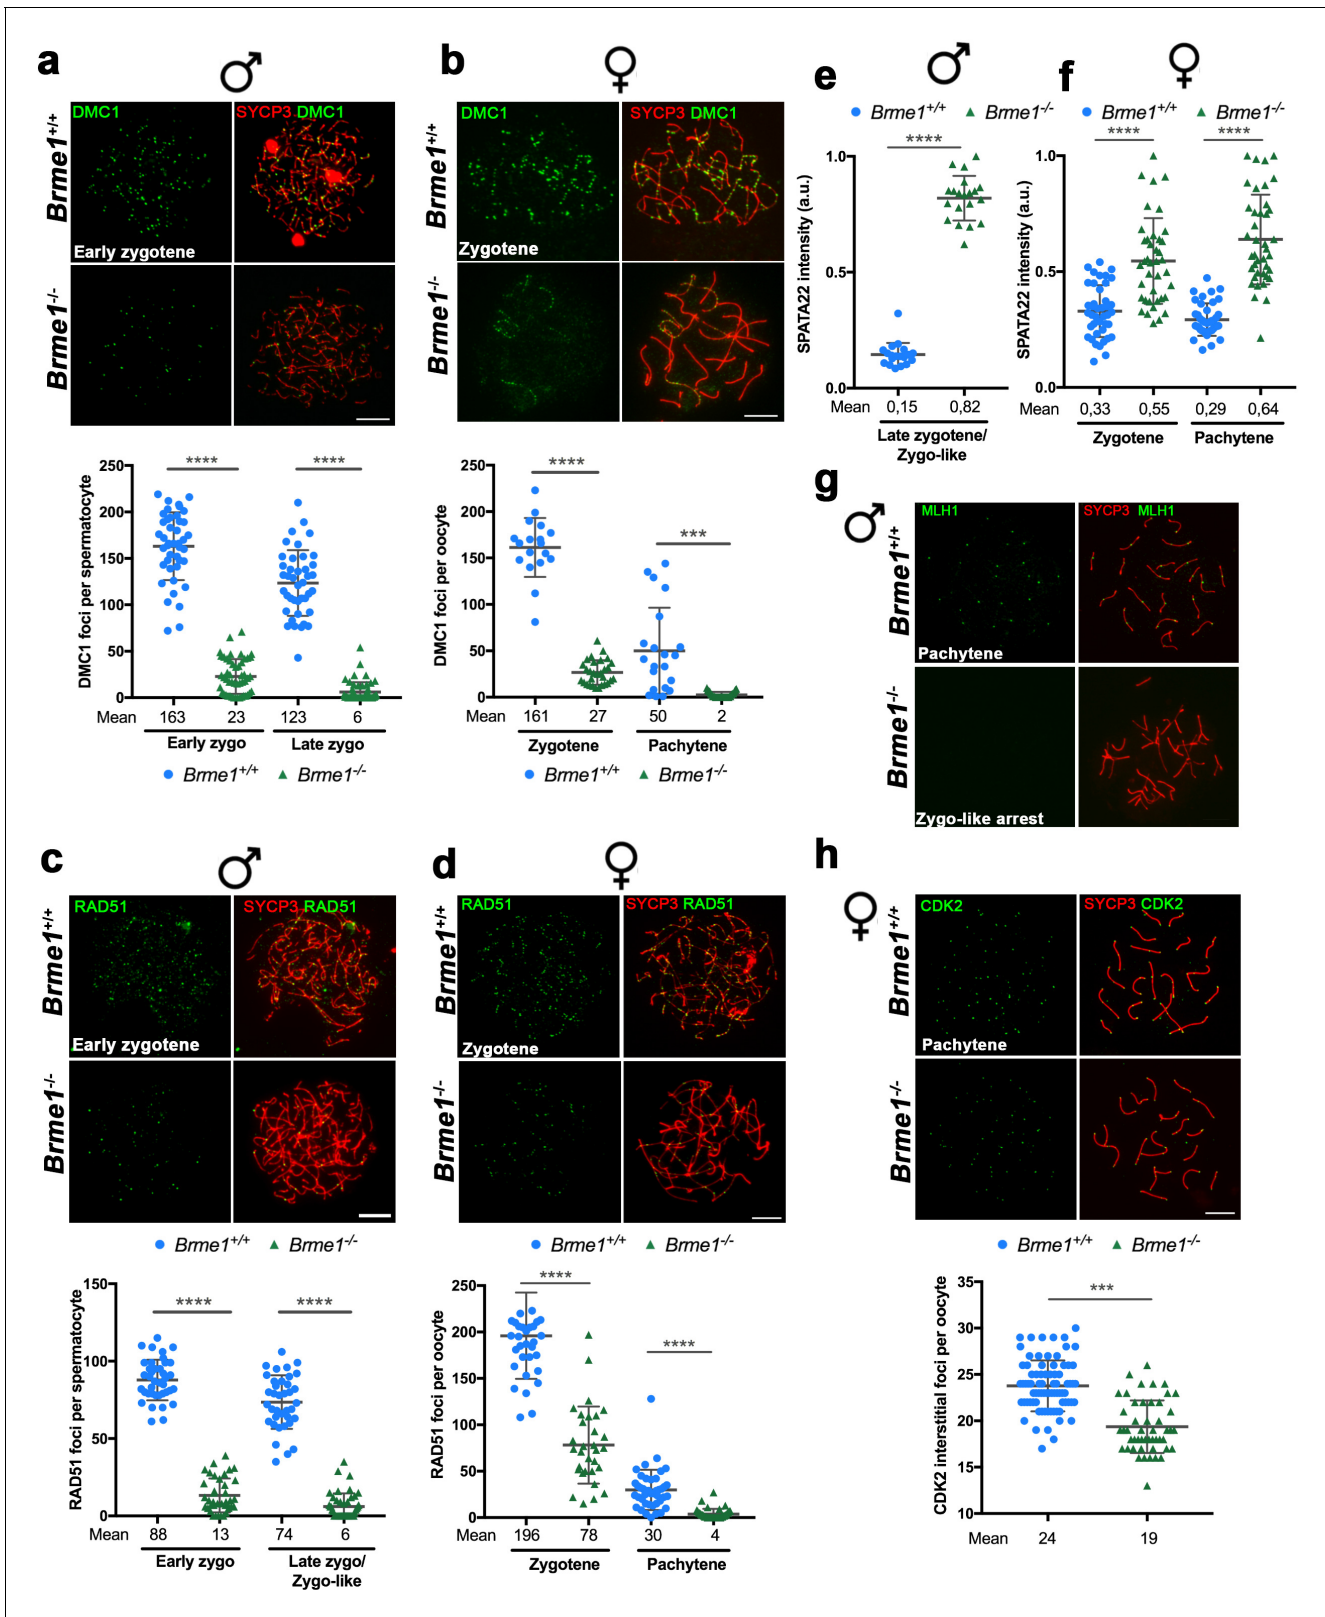 a
♂
DMC1
SYCP3 DMC1
Brme1+/+
Early zygotene
Brme1-/-
250
200
150
100
50
0
DMC1 foci per spermatocyte
****
****
Mean 163 23 123 6
Early zygo Late zygo
Brme1+/+ Brme1-/-
b
♀
DMC1
SYCP3 DMC1
Brme1+/+
Zygotene
Brme1-/-
250
200
150
100
50
0
DMC1 foci per oocyte
****
***
Mean 161 27 50 2
Zygotene Pachytene
Brme1+/+ Brme1-/-
c
♂
RAD51
SYCP3 RAD51
Brme1+/+
Early zygotene
Brme1-/-
Brme1+/+ Brme1-/-
150
100
50
0
RAD51 foci per spermatocyte
****
****
Mean 88 13 74 6
Early zygo Late zygo/
Zygo-like
d
♀
RAD51
SYCP3 RAD51
Brme1+/+
Zygotene
Brme1-/-
Brme1+/+ Brme1-/-
250
200
150
100
50
0
RAD51 foci per oocyte
****
****
Mean 196 78 30 4
Zygotene Pachytene
e
♂
Brme1+/+ Brme1-/-
****
1.0
0.5
0.0
SPATA22 intensity (a.u.)
Mean 0,15 0,82
Late zygotene/
Zygo-like
f
♀
Brme1+/+ Brme1-/-
****
****
1.0
0.5
0.0
SPATA22 intensity (a.u.)
Mean 0,33 0,55 0,29 0,64
Zygotene Pachytene
g
♂
MLH1
SYCP3 MLH1
Brme1+/+
Pachytene
Brme1-/-
Zygo-like arrest
h
♀
CDK2
SYCP3 CDK2
Brme1+/+
Pachytene
Brme1-/-
Brme1+/+ Brme1-/-
35
30
25
20
15
10
CDK2 interstitial foci per oocyte
***
Mean 24 19